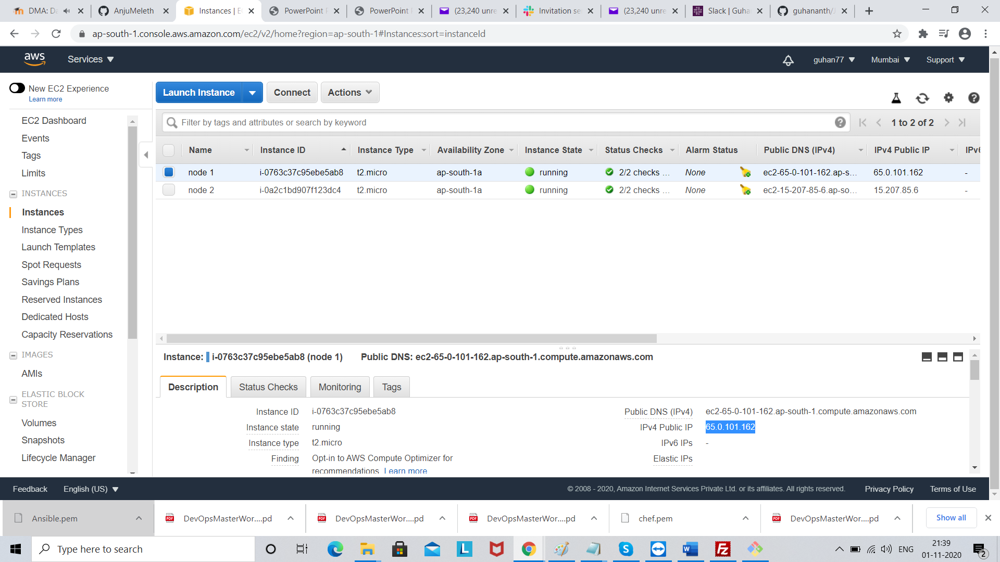 DMA: Da
AnjuMeleth
Instances | E
PowerPoint
PowerPoint
(23,240 unre
Invitation se
(23,240 unre
Slack | Guha
guhananth/
ap-south-1.console.aws.amazon.com/ec2/v2/home?region=ap-south-1#Instances:sort=instanceId
aws
Services
guhan77
Mumbai
Support
New EC2 Experience
Learn more
Launch Instance
Connect
Actions
EC2 Dashboard
Events
Tags
Limits
INSTANCES
Instances
Instance Types
Launch Templates
Spot Requests
Savings Plans
Reserved Instances
Dedicated Hosts
Capacity Reservations
IMAGES
AMIs
ELASTIC BLOCK
STORE
Volumes
Snapshots
Lifecycle Manager
Filter by tags and attributes or search by keyword
1 to 2 of 2
Name Instance ID Instance Type Availability Zone Instance State Status Checks Alarm Status Public DNS (IPv4) IPv4 Public IP IPv6
node 1 i-0763c37c95ebe5ab8 t2.micro ap-south-1a running 2/2 checks ... None ec2-65-0-101-162.ap-s... 65.0.101.162 -
node 2 i-0a2c1bd907f123dc4 t2.micro ap-south-1a running 2/2 checks ... None ec2-15-207-85-6.ap-so... 15.207.85.6 -
Instance: i-0763c37c95ebe5ab8 (node 1) Public DNS: ec2-65-0-101-162.ap-south-1.compute.amazonaws.com
Description Status Checks Monitoring Tags
Instance ID i-0763c37c95ebe5ab8
Instance state running
Instance type t2.micro
Finding Opt-in to AWS Compute Optimizer for
recommendations. Learn more
Public DNS (IPv4) ec2-65-0-101-162.ap-south-1.compute.amazonaws.com
IPv4 Public IP 65.0.101.162
IPv6 IPs -
Elastic IPs
Feedback English (US) © 2008 - 2020, Amazon Internet Services Private Ltd. or its affiliates. All rights reserved. Privacy Policy Terms of Use
Ansible.pem
DevOpsMasterWor....pd
DevOpsMasterWor....pd
DevOpsMasterWor....pd
chef.pem
DevOpsMasterWor....pd
Show all
Type here to search
ENG
21:39
01-11-2020
2